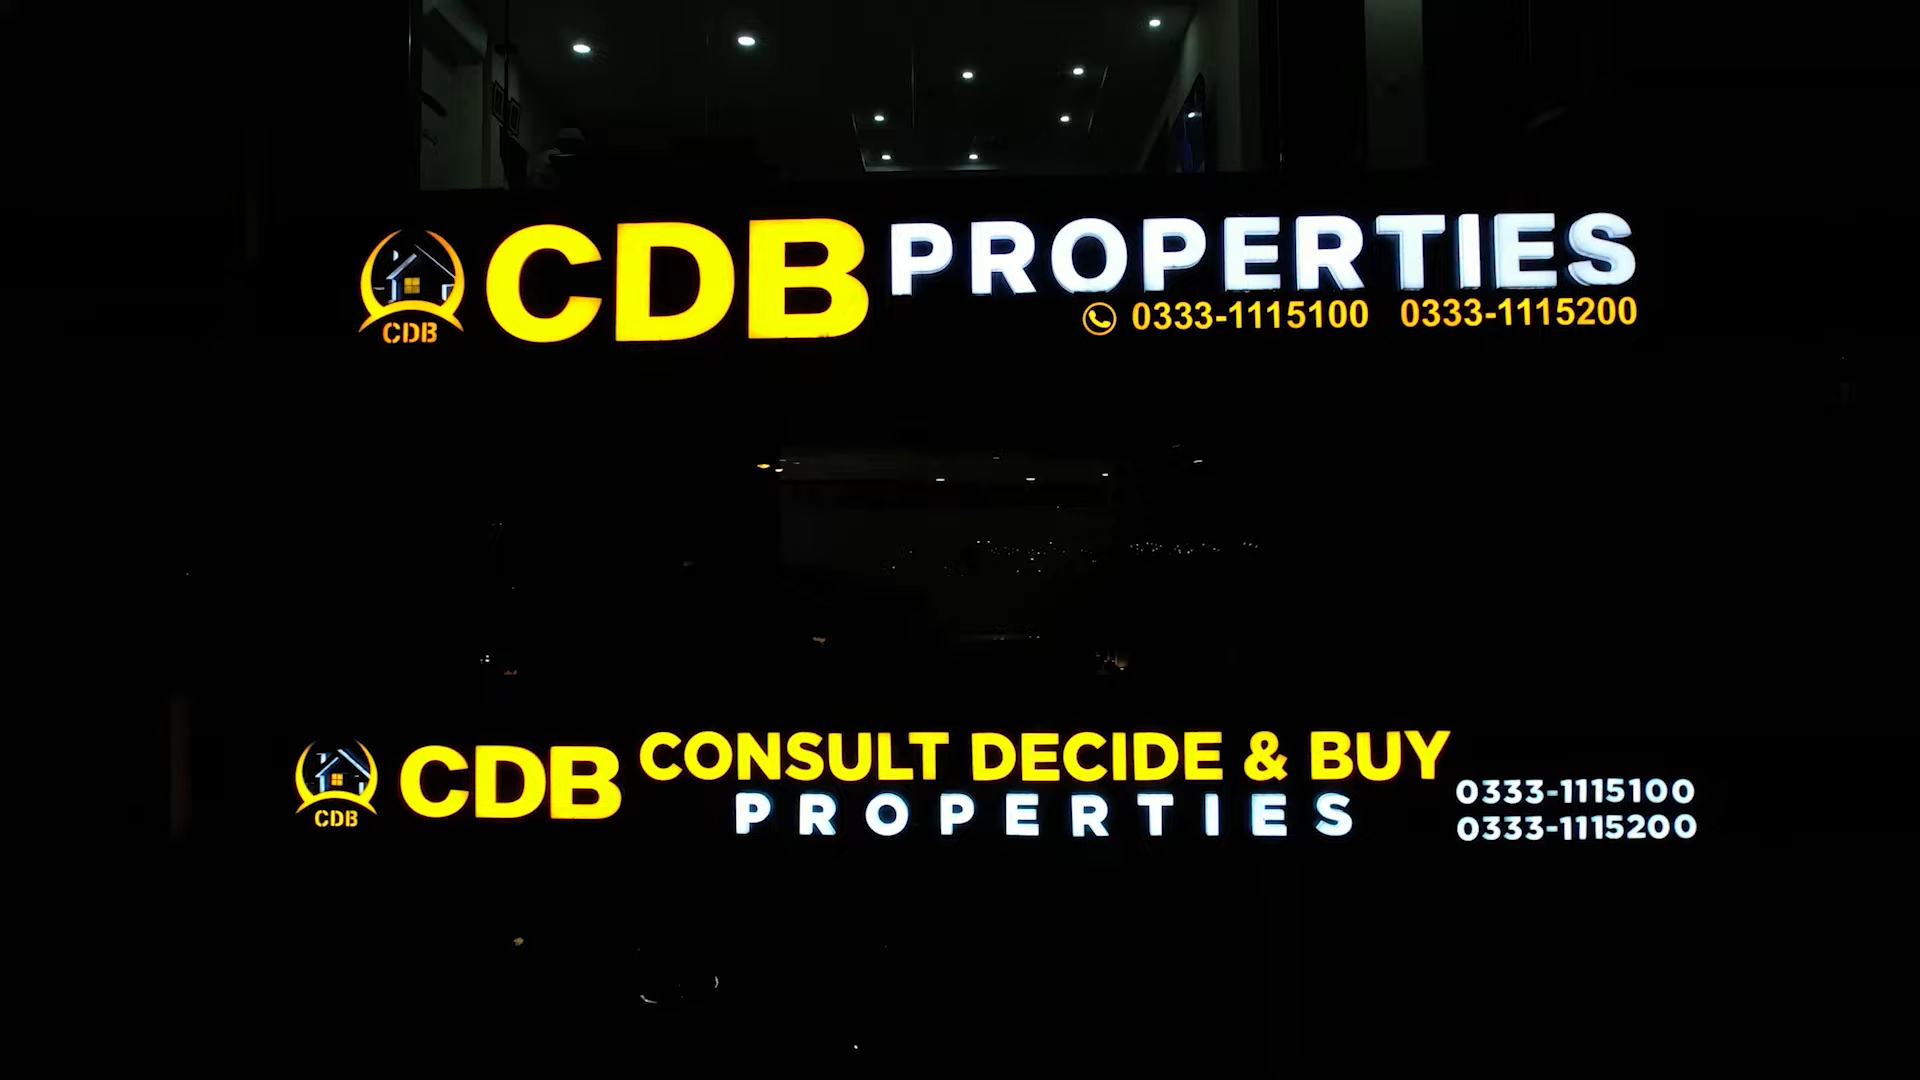 CDB CDB PROPERTIES
0333-1115100 0333-1115200
CDB CDB CONSULT DECIDE & BUY
PROPERTIES
0333-1115100
0333-1115200